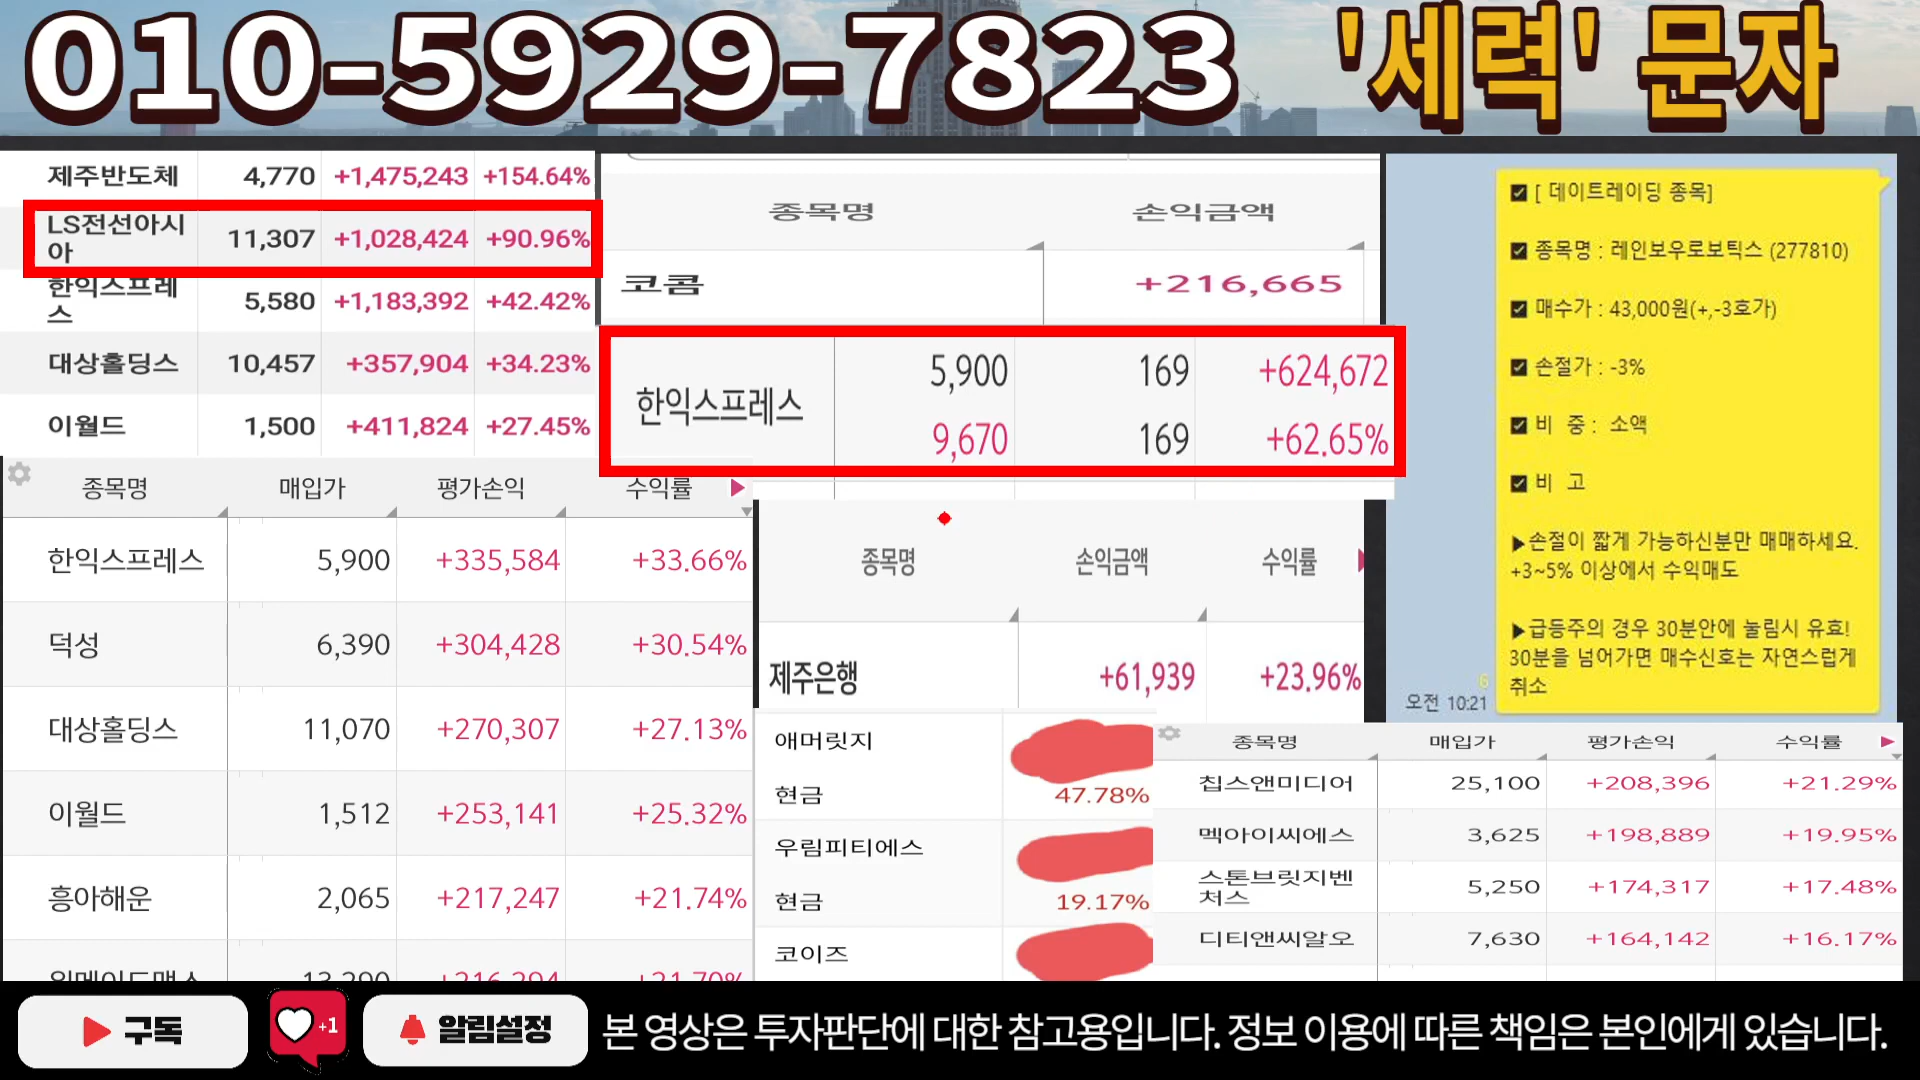 010-5929-7823 '세력' 문자
제주반도체 4,770 +1,475,243 +154.64%
LS전선아시
아 11,307 +1,028,424 +90.96%
한익스프레
스 5,580 +1,183,392 +42.42%
대상홀딩스 10,457 +357,904 +34.23%
이월드 1,500 +411,824 +27.45%
종목명 손익금액
코콤 +216,665
한익스프레스 5,900 169 +624,672
9,670 169 +62.65%
[ 데이트레이딩 종목]
종목명 : 레인보우로보틱스 (277810)
매수가 : 43,000원(+,-3호가)
손절가 : -3%
비 중 : 소액
비 고
▶손절이 짧게 가능하신분만 매매하세요.
+3~5% 이상에서 수익매도
▶급등주의 경우 30분안에 눌림시 유효!
30분을 넘어가면 매수신호는 자연스럽게
취소
6
오전 10:21
종목명 매입가 평가손익 수익률
한익스프레스 5,900 +335,584 +33.66%
덕성 6,390 +304,428 +30.54%
대상홀딩스 11,070 +270,307 +27.13%
이월드 1,512 +253,141 +25.32%
흥아해운 2,065 +217,247 +21.74%
종목명 손익금액 수익률
제주은행 +61,939 +23.96%
애머릿지
현금 47.78%
우림피티에스
현금 19.17%
코이즈
종목명 매입가 평가손익 수익률
칩스앤미디어 25,100 +208,396 +21.29%
멕아이씨에스 3,625 +198,889 +19.95%
스톤브릿지벤
처스 5,250 +174,317 +17.48%
디티앤씨알오 7,630 +164,142 +16.17%
구독 +1 알림설정 본 영상은 투자판단에 대한 참고용입니다. 정보 이용에 따른 책임은 본인에게 있습니다.